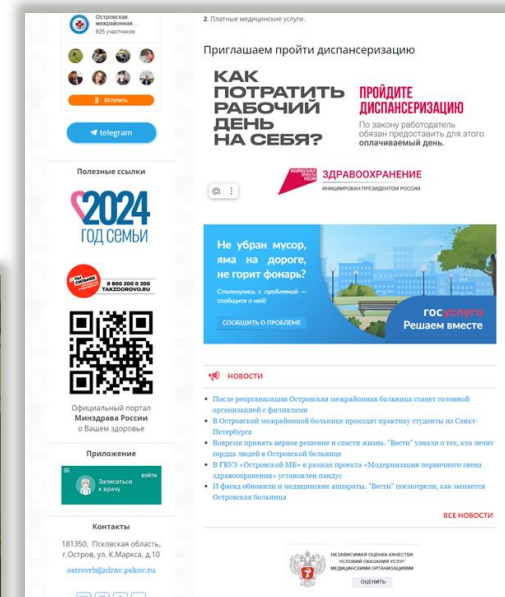 Островская
межрайонная...
925 участников
Вступить
telegram
Полезные ссылки
2024
ГОД СЕМЬИ
ТЫ
СИЛЬНЕЕ
8 800 200 0 200
TAKZDOROVO.RU
Официальный портал
Минздрава России
о Вашем здоровье
Приложение
ВОЙТИ
Записаться
к врачу
Контакты
181350, Псковская область,
г.Остров, ул. К.Маркса, д.10
ostrovrb@zdrav.pskov.ru
2. Платные медицинские услуги.
Приглашаем пройти диспансеризацию
КАК
ПОТРАТИТЬ
РАБОЧИЙ
ДЕНЬ
НА СЕБЯ?
ПРОЙДИТЕ
ДИСПАНСЕРИЗАЦИЮ
По закону работодатель
обязан предоставить для этого
оплачиваемый день.
НАЦИОНАЛЬНЫЕ
ПРОЕКТЫ
РОССИИ
ЗДРАВООХРАНЕНИЕ
ИНИЦИИРОВАН ПРЕЗИДЕНТОМ РОССИИ
Не убран мусор,
яма на дороге,
не горит фонарь?
Столкнулись с проблемой —
сообщите о ней!
СООБЩИТЬ О ПРОБЛЕМЕ
госуслуги
Решаем вместе
НОВОСТИ
После реорганизации Островская межрайонная больница станет головной
организацией с филиалами
В Островской межрайонной больнице проходят практику студенты из Санкт-
Петербурга
Вовремя принять верное решение и спасти жизнь. "Вести" узнали о тех, кто лечит
сердца людей в Островской больнице
В ГБУЗ «Островская МБ» в рамках проекта «Модернизация первичного звена
здравоохранения» установлен пандус
И фасад обновили и медицинские аппараты. "Вести" посмотрели, как меняется
Островская больница
ВСЕ НОВОСТИ
НЕЗАВИСИМАЯ ОЦЕНКА КАЧЕСТВА
УСЛОВИЙ ОКАЗАНИЯ УСЛУГ
МЕДИЦИНСКИМИ ОРГАНИЗАЦИЯМИ
ОЦЕНИТЬ